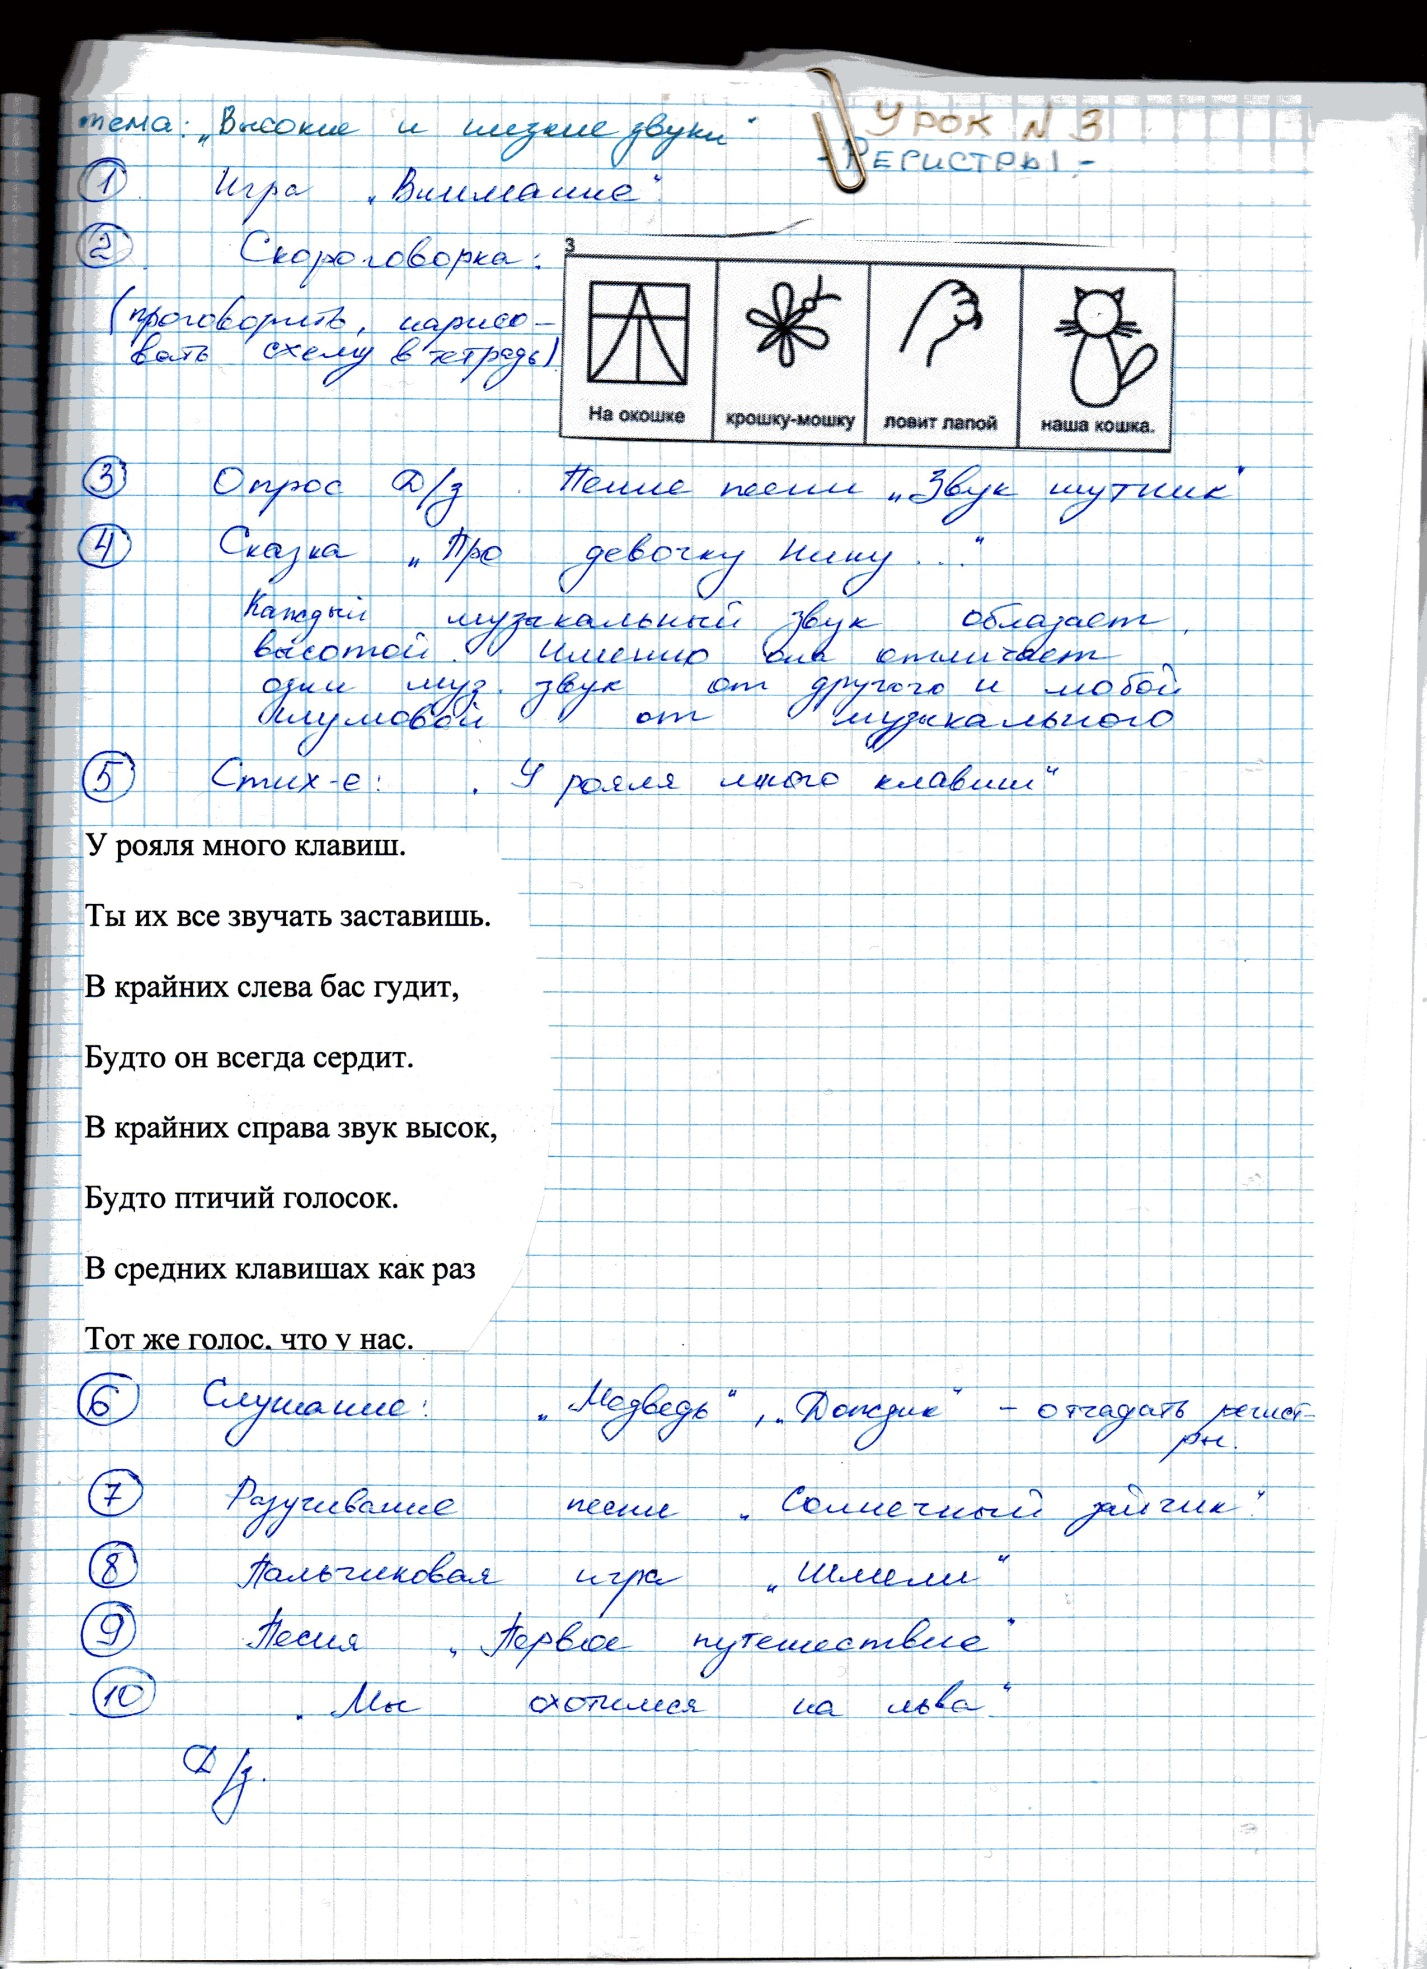 тема: „Высокие и низкие звуки"
Урок N 3
- Регистры -
1. Игра „Внимание".
2. Скороговорка:
(проговорить, нарисо-
вать схему в тетрадь)
3
На окошке
крошку-мошку
ловит лапой
наша кошка.
3 Опрос Д/з. Пение песни „Звук шутник"
4 Сказка „Про девочку Нину..."
Каждый музыкальный звук обладает
высотой. Именно она отличает
один муз. звук от другого и любой
шумовой от музыкального
5 Стих-е: „У рояля много клавиш"
У рояля много клавиш.
Ты их все звучать заставишь.
В крайних слева бас гудит,
Будто он всегда сердит.
В крайних справа звук высок,
Будто птичий голосок.
В средних клавишах как раз
Тот же голос, что у нас.
6 Слушание: „Медведь", „Дождик" - отгадать регист-
ры.
7 Разучивание песни „Солнечный зайчик".
8 Пальчиковая игра „Шмели"
9 Песня „Первое путешествие"
10 „Мы охотимся на льва".
Д/з.